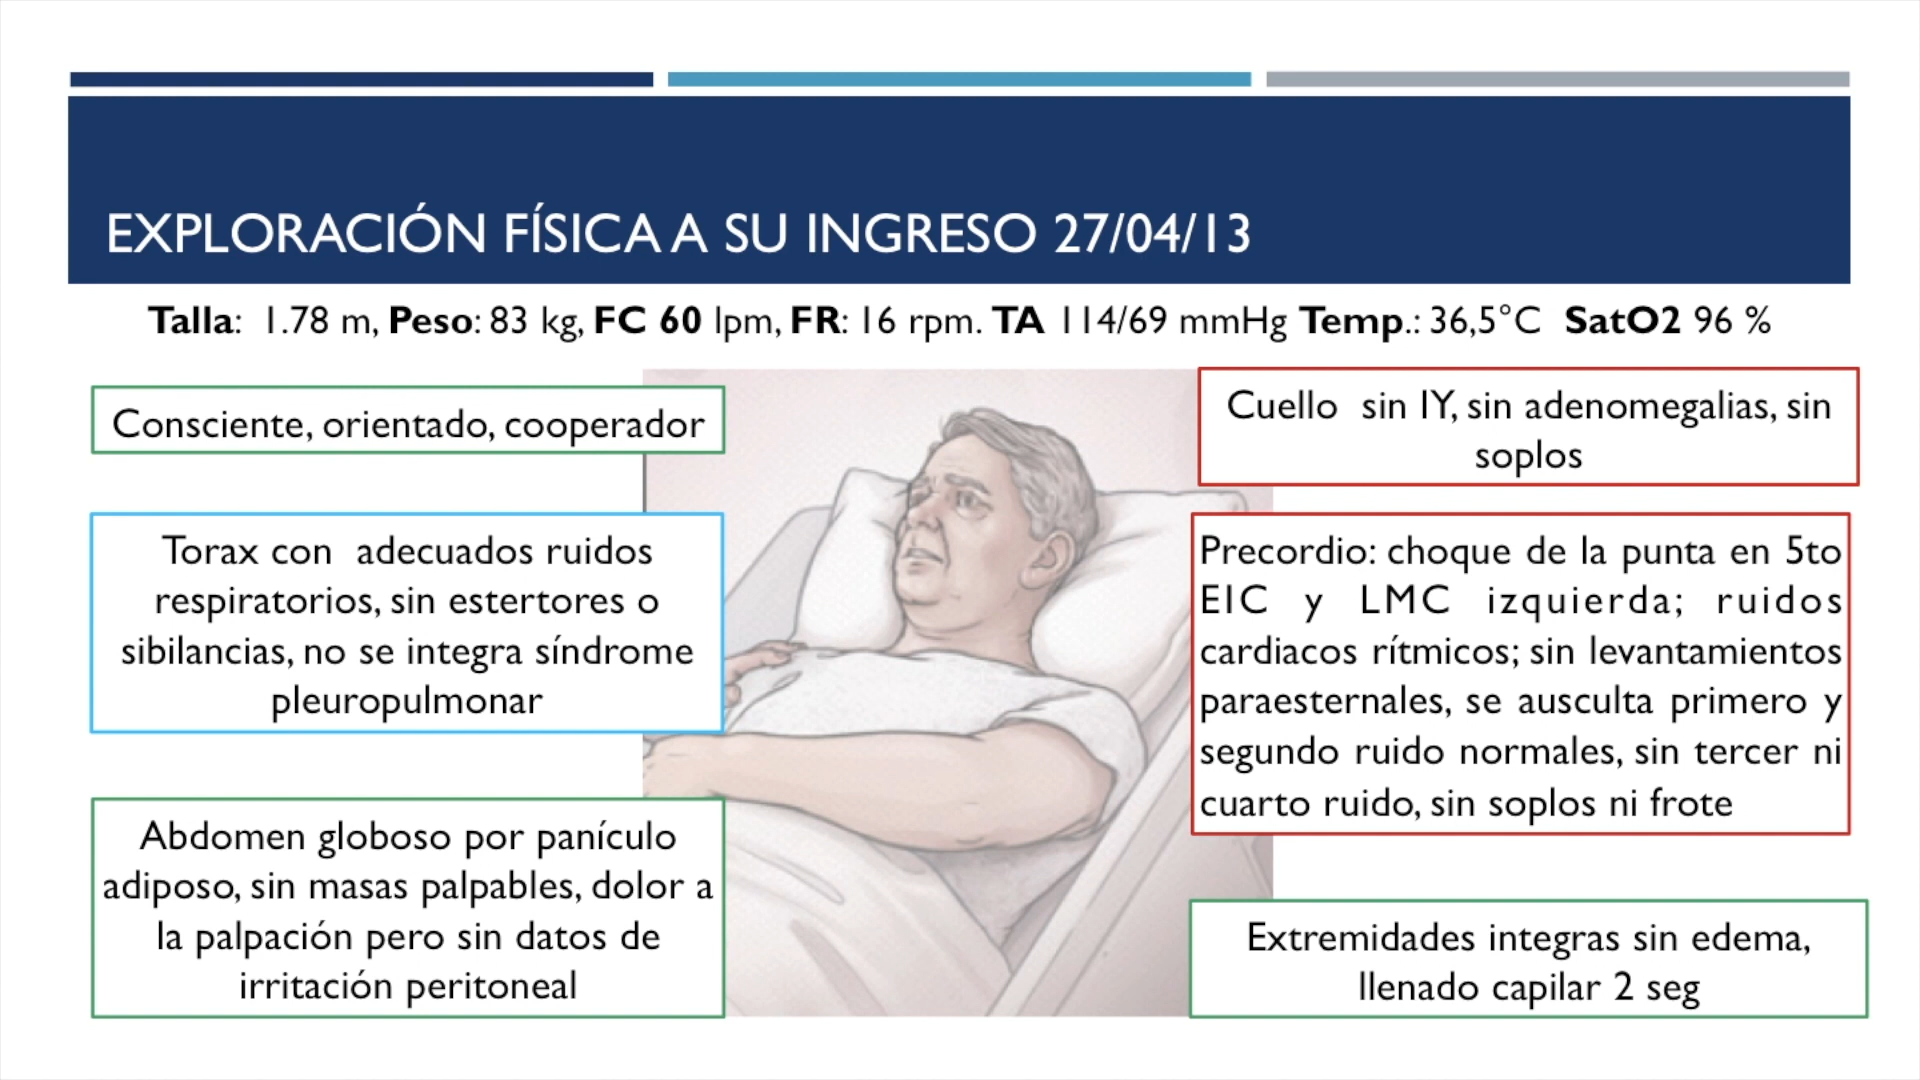 EXPLORACIÓN FÍSICA A SU INGRESO 27/04/13
Talla: 1.78 m, Peso: 83 kg, FC 60 lpm, FR: 16 rpm. TA 114/69 mmHg Temp.: 36,5°C SatO2 96 %
Consciente, orientado, cooperador
Torax con adecuados ruidos
respiratorios, sin estertores o
sibilancias, no se integra síndrome
pleuropulmonar
Abdomen globoso por panículo
adiposo, sin masas palpables, dolor a
la palpación pero sin datos de
irritación peritoneal
Cuello sin IY, sin adenomegalias, sin
soplos
Precordio: choque de la punta en 5to
EIC y LMC izquierda; ruidos
cardiacos rítmicos; sin levantamientos
paraesternales, se ausculta primero y
segundo ruido normales, sin tercer ni
cuarto ruido, sin soplos ni frote
Extremidades integras sin edema,
llenado capilar 2 seg